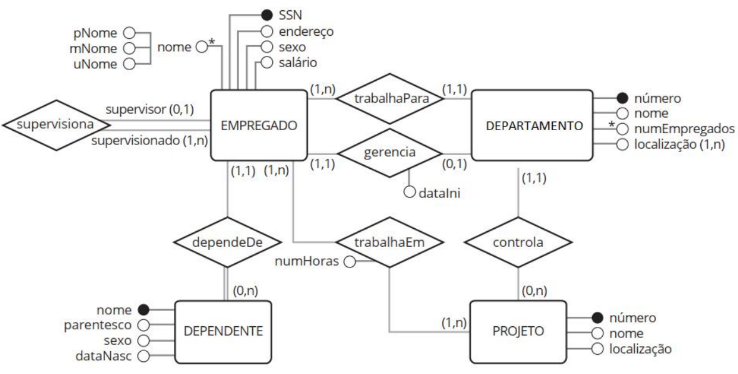 SSN
pNome
endereço
mNome
nome
*
sexo
uNome
salário
(1,n)
trabalhaPara
(1,1)
supervisor (0,1)
supervisiona
supervisionado (1,n)
EMPREGADO
DEPARTAMENTO
número
nome
*
numEmpregados
localização (1,n)
(1,1)
gerencia
(0,1)
dataIni
(1,1)
(1,n)
(1,1)
dependeDe
trabalhaEm
controla
numHoras
(0,n)
(0,n)
nome
parentesco
sexo
dataNasc
DEPENDENTE
(1,n)
PROJETO
número
nome
localização